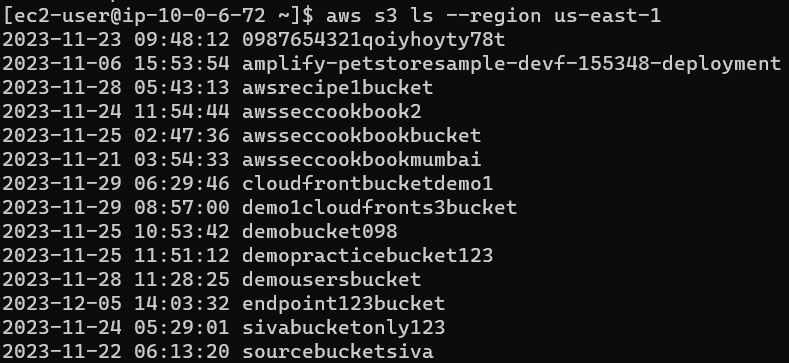 [ec2-user@ip-10-0-6-72 ~]$ aws s3 ls --region us-east-1
2023-11-23 09:48:12 0987654321qoiyhoyty78t
2023-11-06 15:53:54 amplify-petstoresample-devf-155348-deployment
2023-11-28 05:43:13 awsrecipe1bucket
2023-11-24 11:54:44 awsseccookbook2
2023-11-25 02:47:36 awsseccookbookbucket
2023-11-21 03:54:33 awsseccookbookmumbai
2023-11-29 06:29:46 cloudfrontbucketdemo1
2023-11-29 08:57:00 demo1cloudfronts3bucket
2023-11-25 10:53:42 demobucket098
2023-11-25 11:51:12 demopracticebucket123
2023-11-28 11:28:25 demousersbucket
2023-12-05 14:03:32 endpoint123bucket
2023-11-24 05:29:01 sivabucketonly123
2023-11-22 06:13:20 sourcebucketsiva